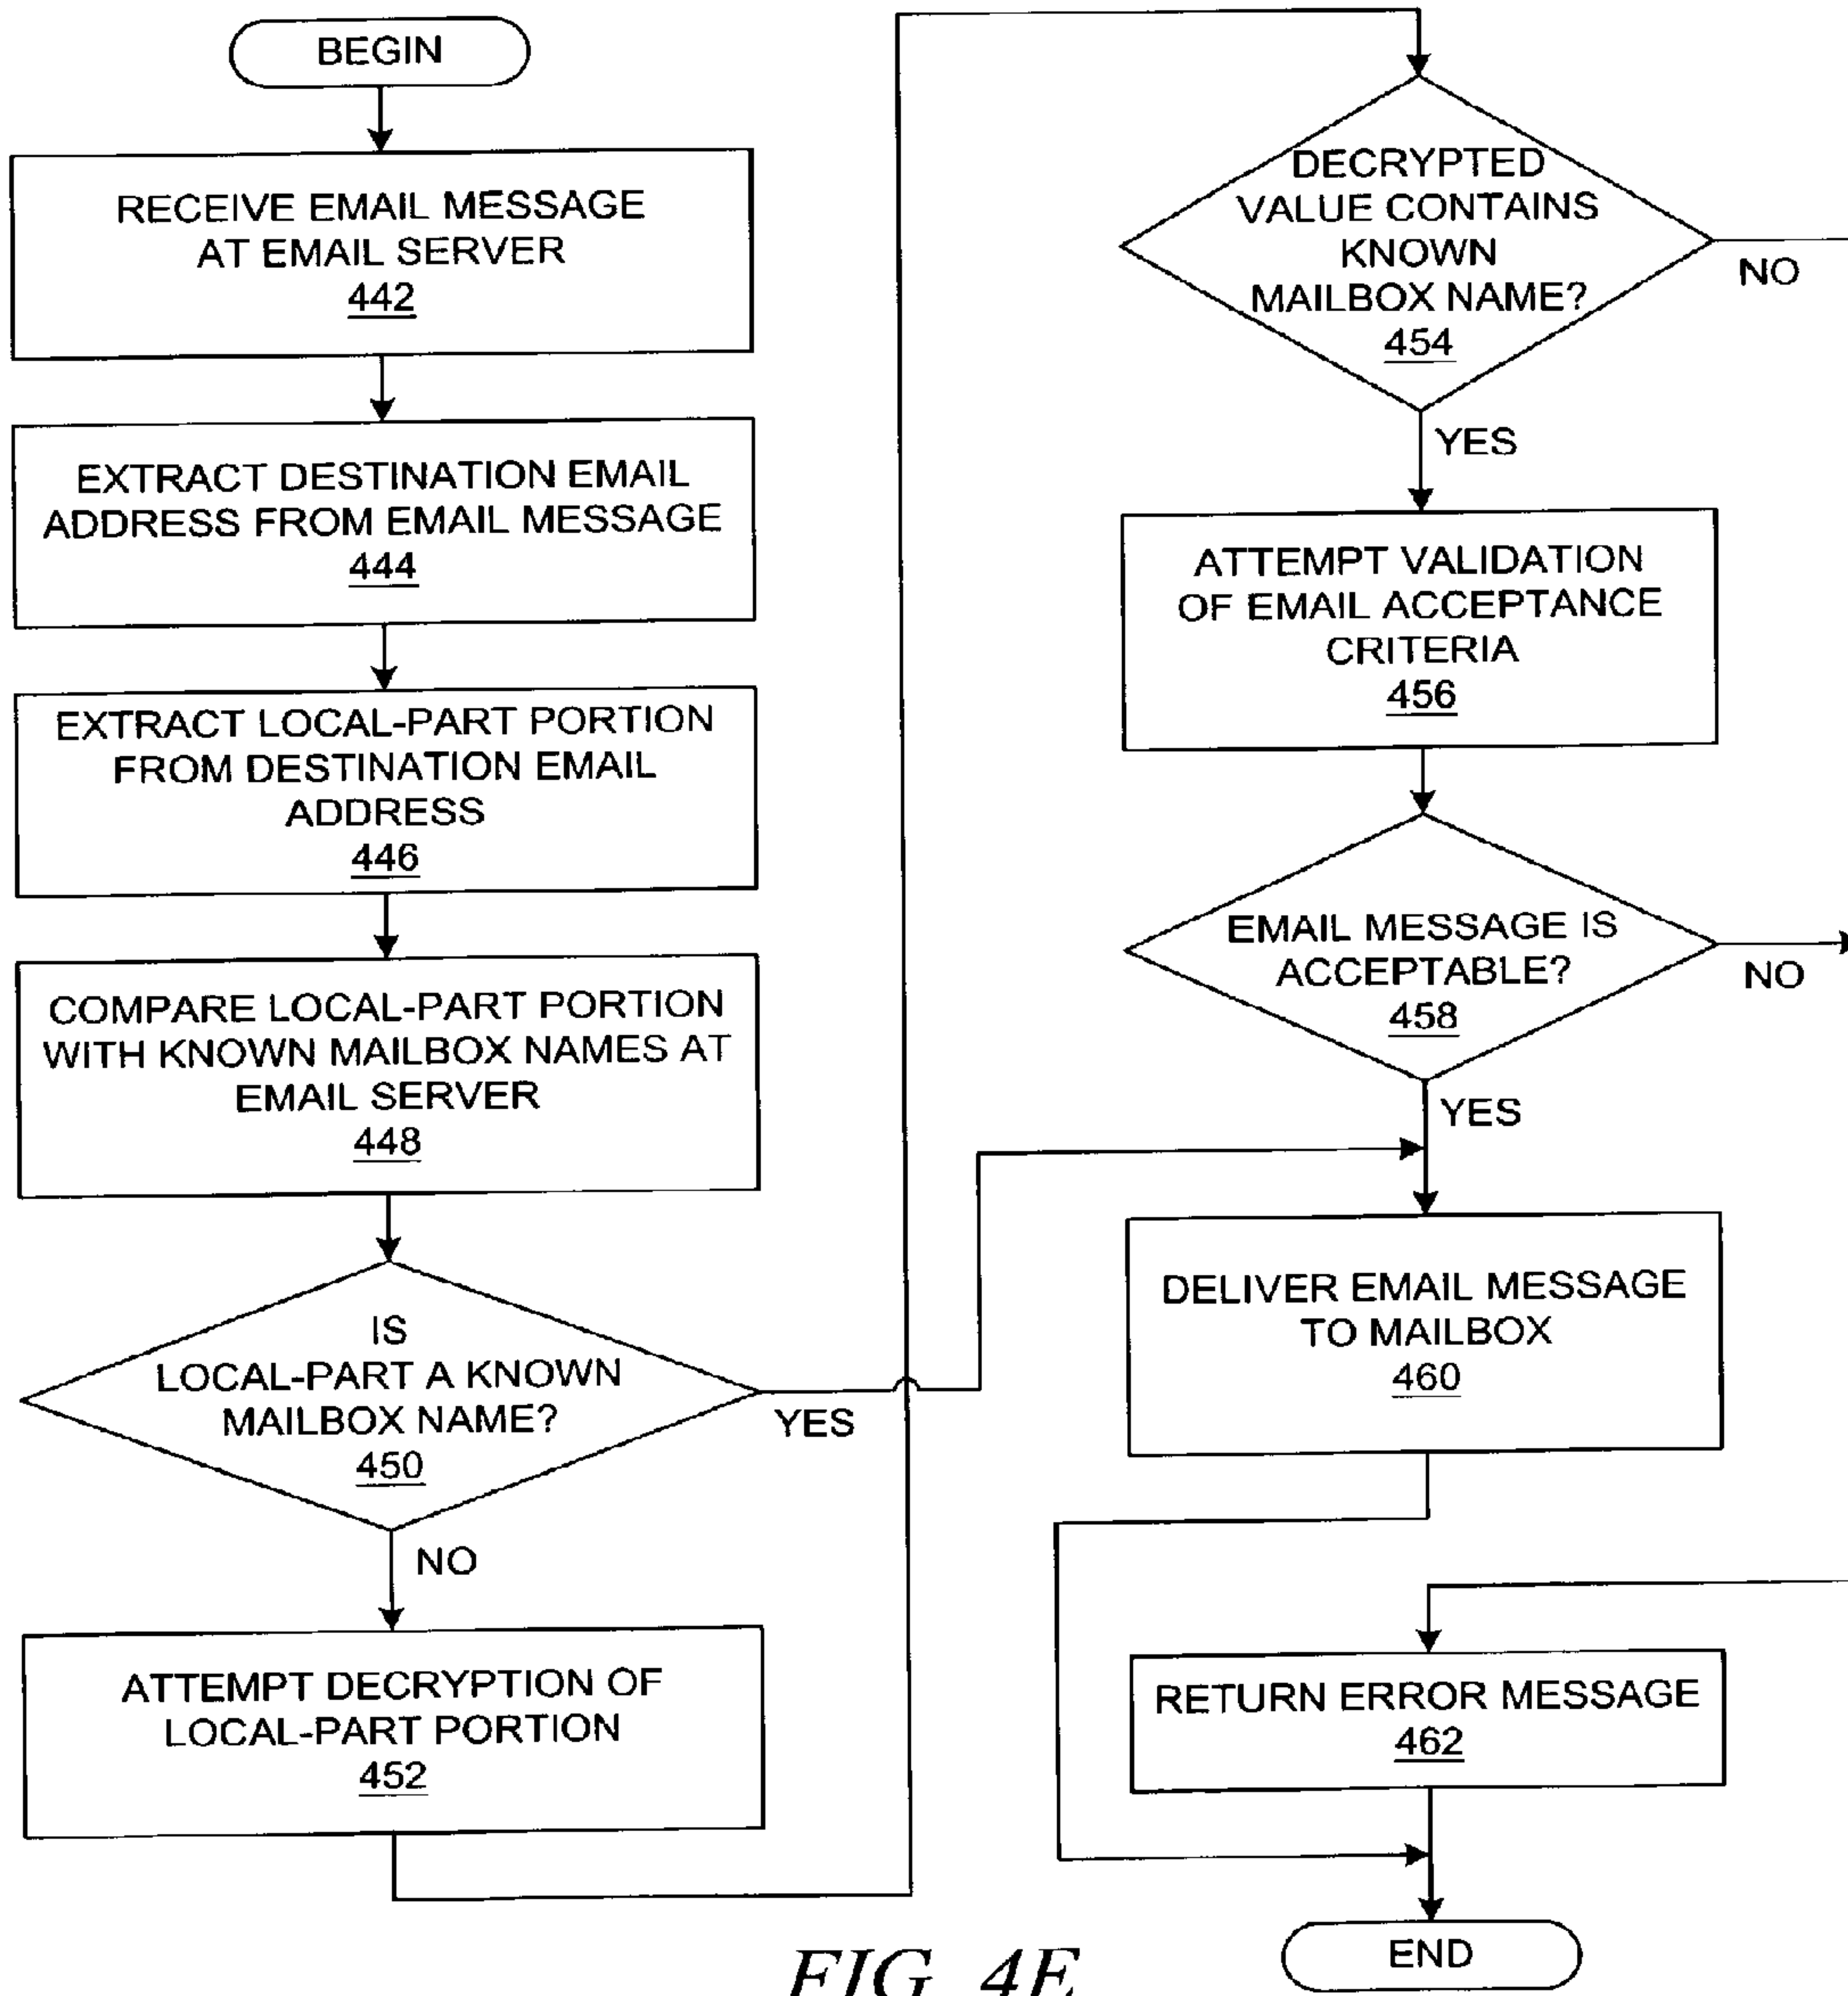 BEGIN
RECEIVE EMAIL MESSAGE
AT EMAIL SERVER
442
EXTRACT DESTINATION EMAIL
ADDRESS FROM EMAIL MESSAGE
444
EXTRACT LOCAL-PART PORTION
FROM DESTINATION EMAIL
ADDRESS
446
COMPARE LOCAL-PART PORTION
WITH KNOWN MAILBOX NAMES AT
EMAIL SERVER
448
IS
LOCAL-PART A KNOWN
MAILBOX NAME?
450
YES
NO
ATTEMPT DECRYPTION OF
LOCAL-PART PORTION
452
DECRYPTED
VALUE CONTAINS
KNOWN
MAILBOX NAME?
454
NO
YES
ATTEMPT VALIDATION
OF EMAIL ACCEPTANCE
CRITERIA
456
EMAIL MESSAGE IS
ACCEPTABLE?
458
NO
YES
DELIVER EMAIL MESSAGE
TO MAILBOX
460
RETURN ERROR MESSAGE
462
END
FIG 4E